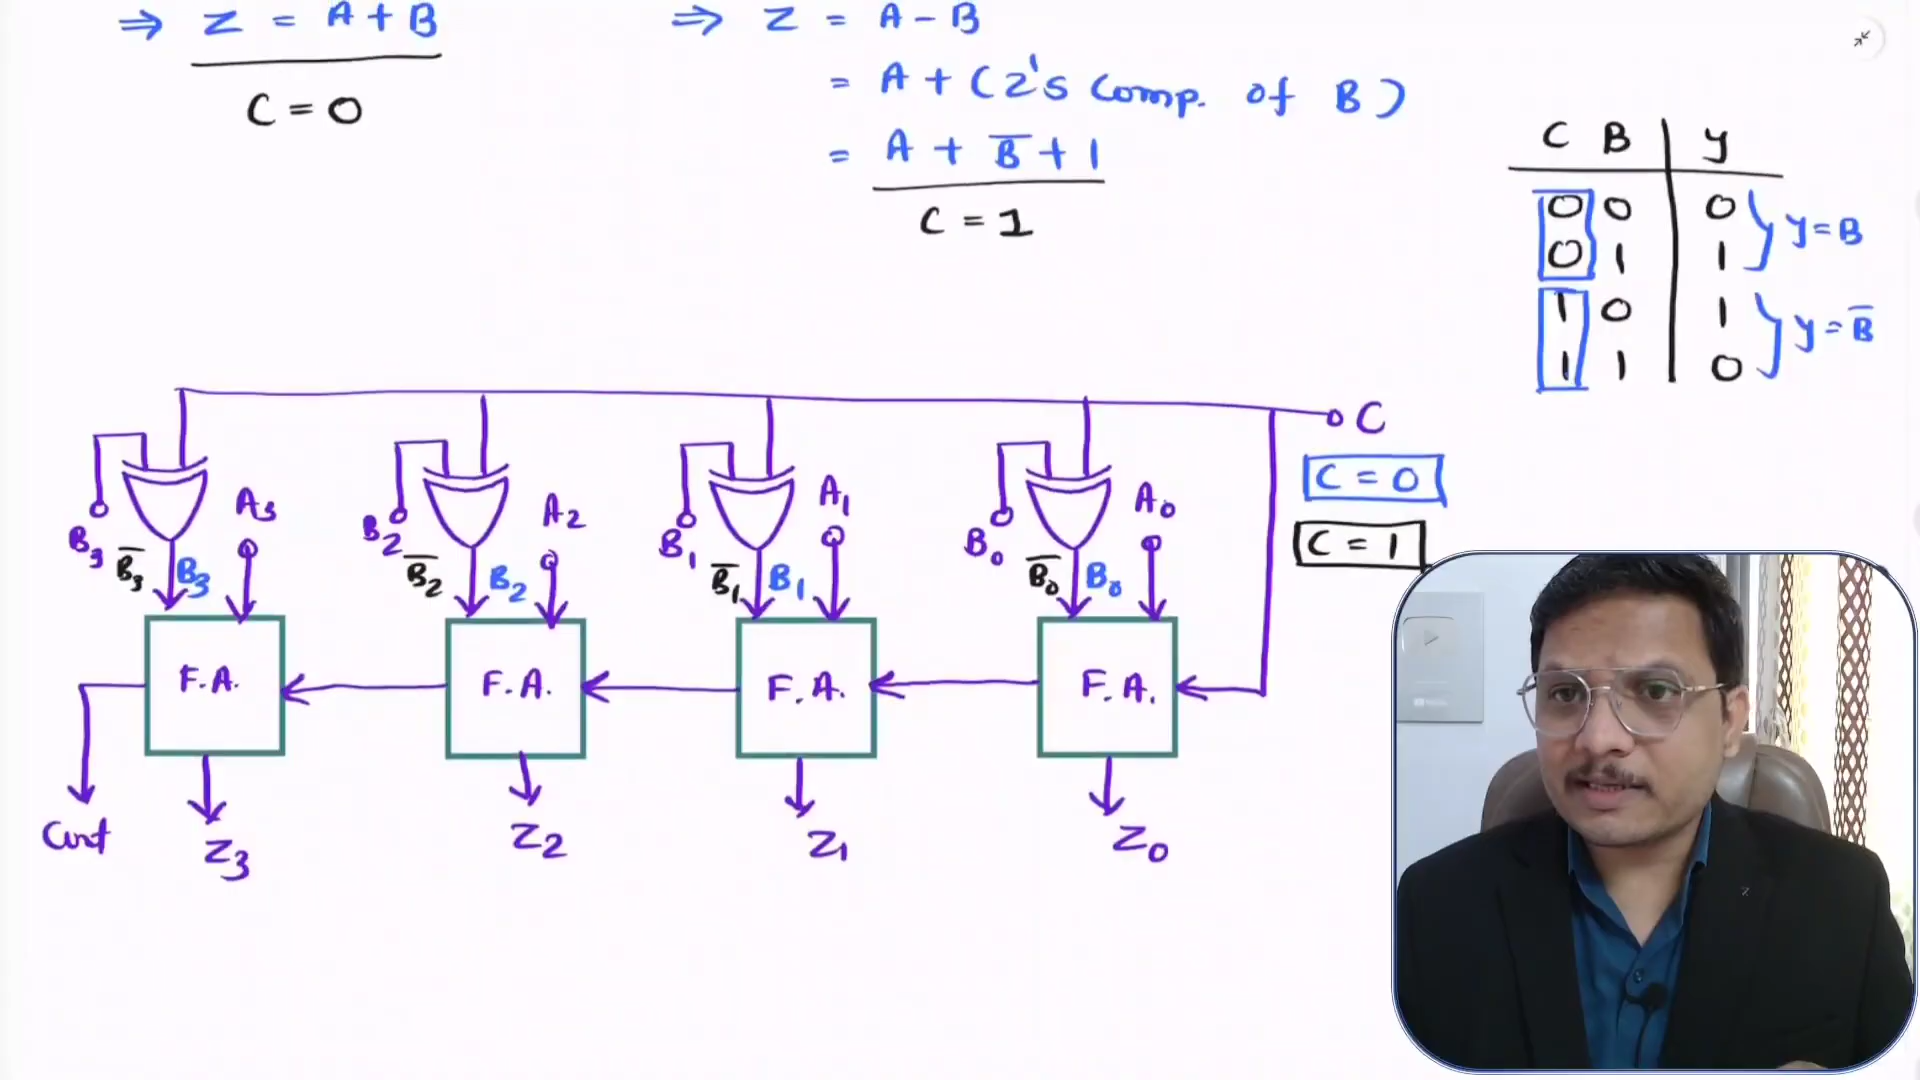 ⇒ Z = A + B
C = 0
⇒ Z = A - B
= A + (2's Comp. of B)
= A + B̅ + 1
C = 1
C B | y
0 0 | 0
0 1 | 1
} y = B
1 0 | 1
1 1 | 0
} y = B̅
C
C = 0
C = 1
B3 B̅3 B3 A3
B2 B̅2 B2 A2
B1 B̅1 B1 A1
B0 B̅0 B0 A0
F.A. F.A. F.A. F.A.
Cout Z3 Z2 Z1 Z0